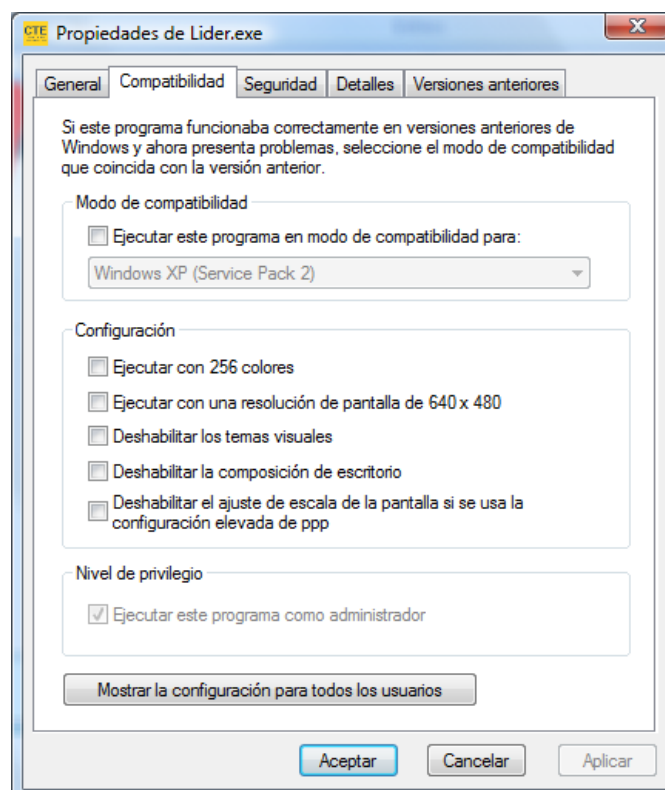 CTE Propiedades de Lider.exe
General Compatibilidad Seguridad Detalles Versiones anteriores
Si este programa funcionaba correctamente en versiones anteriores de
Windows y ahora presenta problemas, seleccione el modo de compatibilidad
que coincida con la versión anterior.
Modo de compatibilidad
Ejecutar este programa en modo de compatibilidad para:
Windows XP (Service Pack 2)
Configuración
Ejecutar con 256 colores
Ejecutar con una resolución de pantalla de 640 x 480
Deshabilitar los temas visuales
Deshabilitar la composición de escritorio
Deshabilitar el ajuste de escala de la pantalla si se usa la
configuración elevada de ppp
Nivel de privilegio
Ejecutar este programa como administrador
Mostrar la configuración para todos los usuarios
Aceptar Cancelar Aplicar